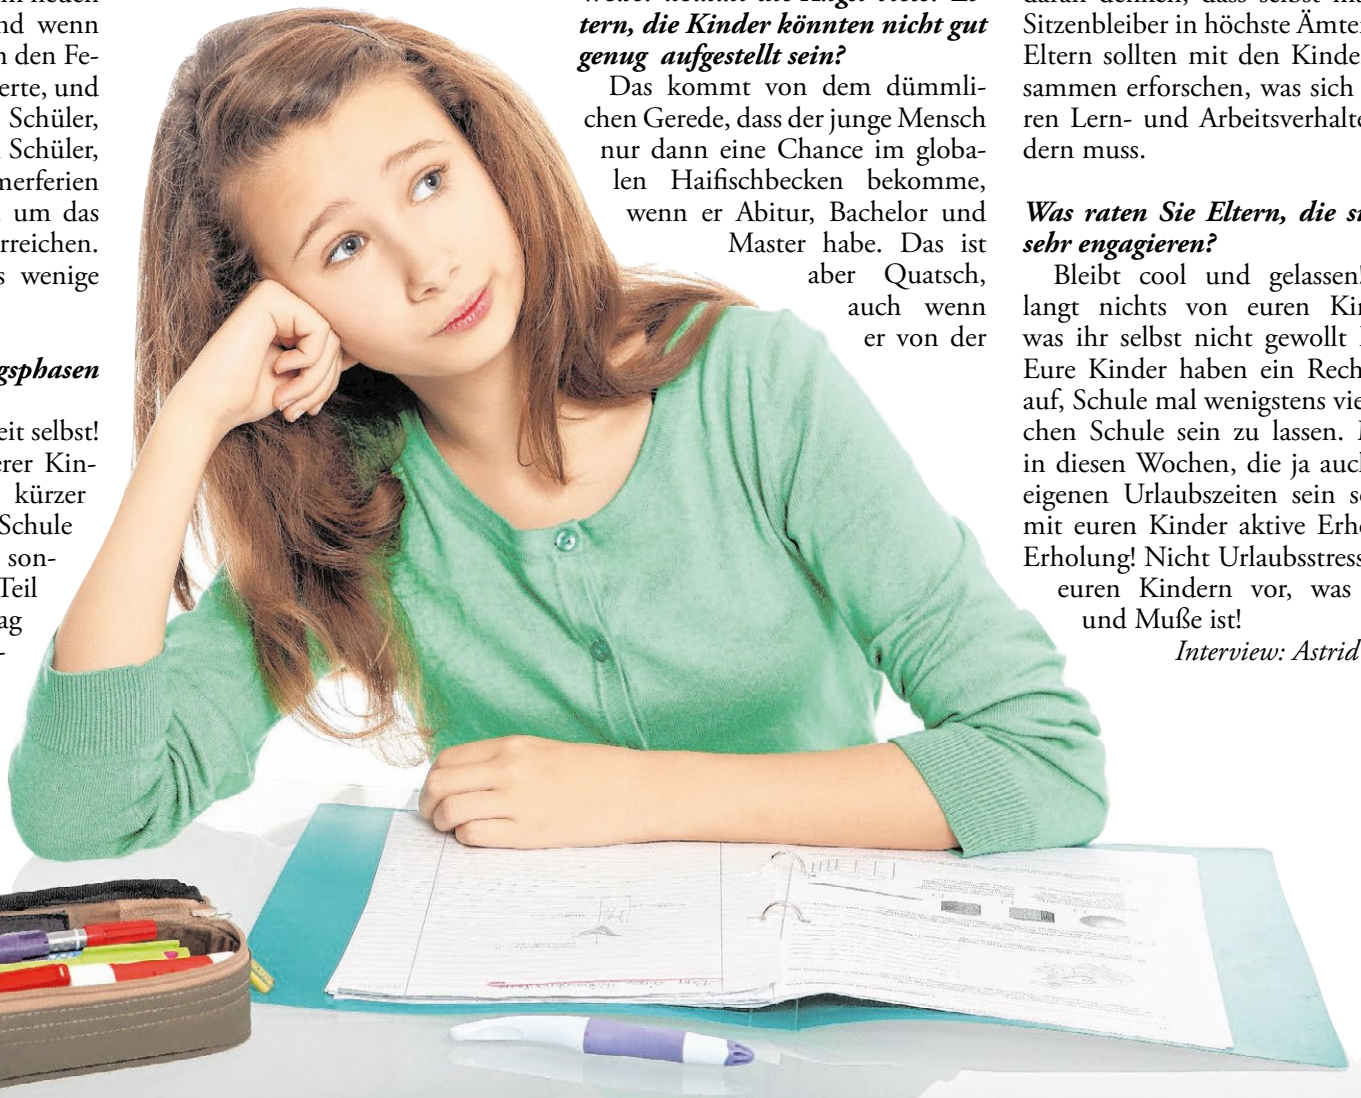 nd wenn
n den Fe-
erte, und
Schüler,
Schüler,
merferien
um das
rreichen.
s wenige
gsphasen
eit selbst!
erer Kin-
kürzer
Schule
son-
Teil
ag
-
tern, die Kinder könnten nicht gut
genug aufgestellt sein?
Das kommt von dem dümmli-
chen Gerede, dass der junge Mensch
nur dann eine Chance im globa-
len Haifischbecken bekomme,
wenn er Abitur, Bachelor und
Master habe. Das ist
aber Quatsch,
auch wenn
er von der
Sitzenbleiber in höchste Ämter
Eltern sollten mit den Kinde
sammen erforschen, was sich
ren Lern- und Arbeitsverhalte
dern muss.
Was raten Sie Eltern, die si
sehr engagieren?
Bleibt cool und gelassen!
langt nichts von euren Kin
was ihr selbst nicht gewollt
Eure Kinder haben ein Rech
auf, Schule mal wenigstens vie
chen Schule sein zu lassen.
in diesen Wochen, die ja auch
eigenen Urlaubszeiten sein so
mit euren Kinder aktive Erho
Erholung! Nicht Urlaubsstress
euren Kindern vor, was
und Muße ist!
Interview: Astrid